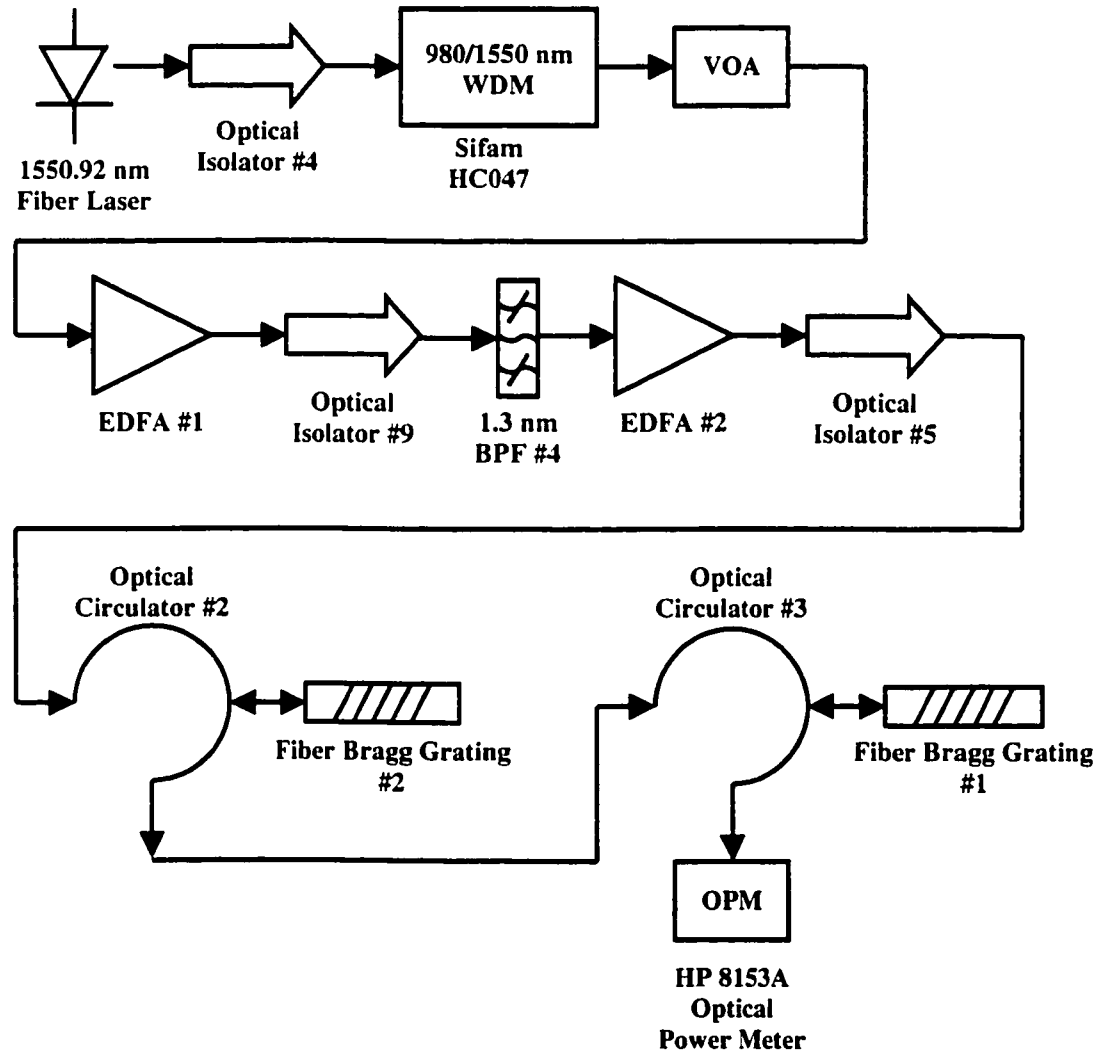 980/1550 nm
WDM
VOA
Optical
Isolator #4
Sifam
HC047
1550.92 nm
Fiber Laser
EDFA #1
Optical
Isolator #9
1.3 nm
BPF #4
EDFA #2
Optical
Isolator #5
Optical
Circulator #2
Optical
Circulator #3
Fiber Bragg Grating
#2
Fiber Bragg Grating
#1
OPM
HP 8153A
Optical
Power Meter